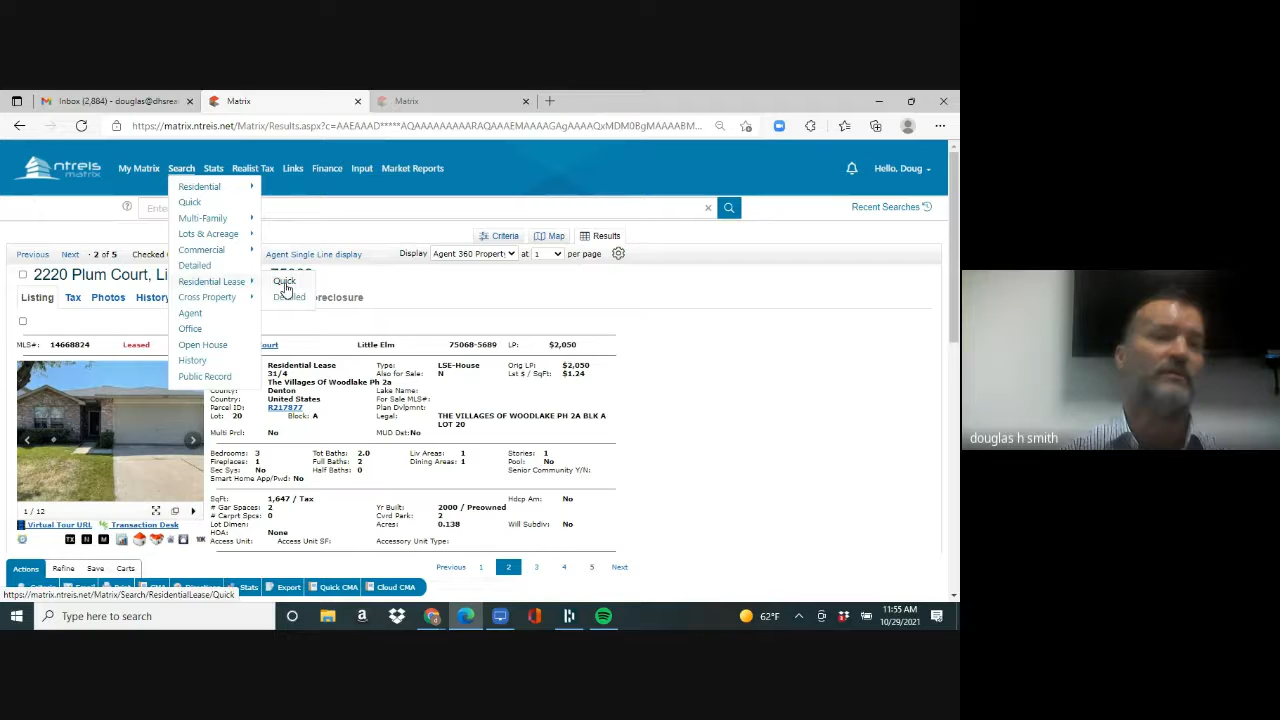 Inbox (2,884) - douglas@dhsrea
Matrix
Matrix
https://matrix.ntreis.net/Matrix/Results.aspx?c=AAEAAAD*****AQAAAAAAAAARAQAAAEMAAAAGAgAAAAQxMDM0BgMAAAABM...
ntreis matrix
My Matrix Search Stats Realist Tax Links Finance Input Market Reports
Hello, Doug
Residential
Quick
Multi-Family
Lots & Acreage
Commercial
Detailed
Residential Lease
Cross Property
Agent
Office
Open House
History
Public Record
Quick
Detailed
Ente
Recent Searches
Criteria Map Results
Previous Next · 2 of 5 Checked
Agent Single Line display
Display Agent 360 Property at 1 per page
2220 Plum Court, Li
Listing Tax Photos History
reclosure
MLS#: 14668824 Leased
ourt Little Elm 75068-5689 LP: $2,050
Residential Lease Type: LSE-House Orig LP: $2,050
31/4 Also for Sale: N Lst $ / SqFt: $1.24
The Villages Of Woodlake Ph 2a
County: Denton Lake Name:
Country: United States For Sale MLS#:
Parcel ID: R217877 Plan Dvlpmnt:
Lot: 20 Block: A Legal: THE VILLAGES OF WOODLAKE PH 2A BLK A LOT 20
Multi Prcl: No MUD Dst: No
Bedrooms: 3 Tot Baths: 2.0 Liv Areas: 1 Stories: 1
Fireplaces: 1 Full Baths: 2 Dining Areas: 1 Pool: No
Sec Sys: No Half Baths: 0 Senior Community Y/N:
Smart Home App/Pwd: No
SqFt: 1,647 / Tax Hdcp Am: No
# Gar Spaces: 2 Yr Built: 2000 / Preowned
# Carprt Spcs: 0 Cvrd Park: 2
Lot Dimen: Acres: 0.138 Will Subdiv: No
HOA: None
Access Unit: Access Unit SF: Accessory Unit Type:
1 / 12
Virtual Tour URL Transaction Desk
Actions Refine Save Carts
Previous 1 2 3 4 5 Next
Stats Export Quick CMA Cloud CMA
https://matrix.ntreis.net/Matrix/Search/ResidentialLease/Quick
Type here to search
62°F
11:55 AM
10/29/2021
douglas h smith